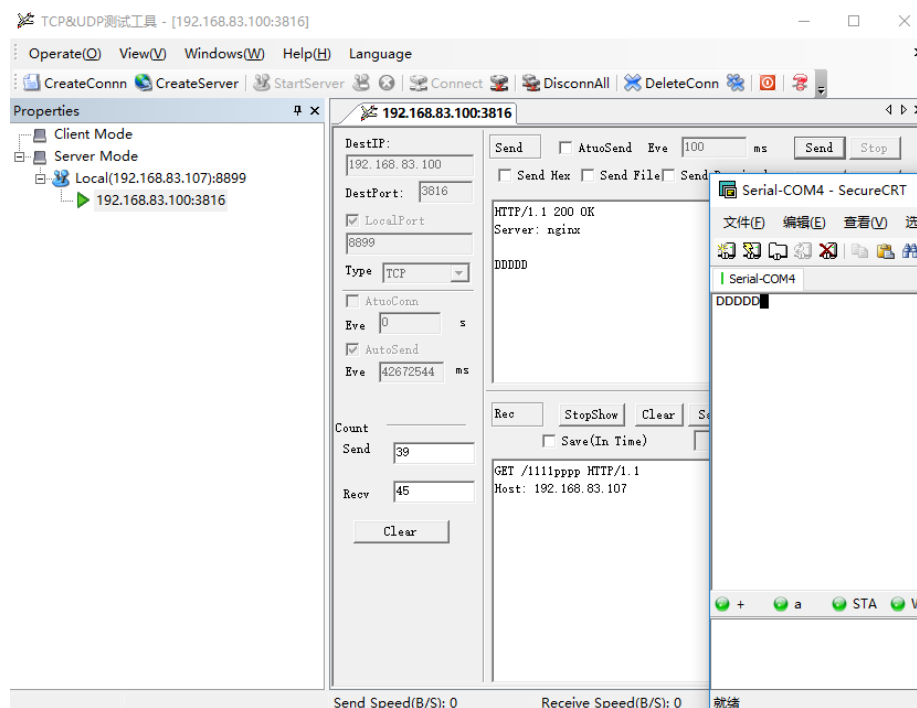 TCP&UDP测试工具 - [192.168.83.100:3816]
Operate(O) View(V) Windows(W) Help(H) Language
CreateConnn CreateServer StartServer Connect DisconnAll DeleteConn
Properties
Client Mode
Server Mode
Local(192.168.83.107):8899
192.168.83.100:3816
192.168.83.100:3816
DestIP:
192.168.83.100
DestPort: 3816
LocalPort
8899
Type TCP
AtuoConn
Eve 0 s
AutoSend
Eve 42672544 ms
Count
Send 39
Recv 45
Clear
Send AtuoSend Eve 100 ms Send Stop
Send Hex Send File Send
HTTP/1.1 200 OK
Server: nginx
DDDDD
Rec StopShow Clear
Save(In Time)
GET /1111pppp HTTP/1.1
Host: 192.168.83.107
Send Speed(B/S): 0 Receive Speed(B/S): 0
Serial-COM4 - SecureCRT
文件(F) 编辑(E) 查看(V)
Serial-COM4
DDDDD
+ a STA
就绪